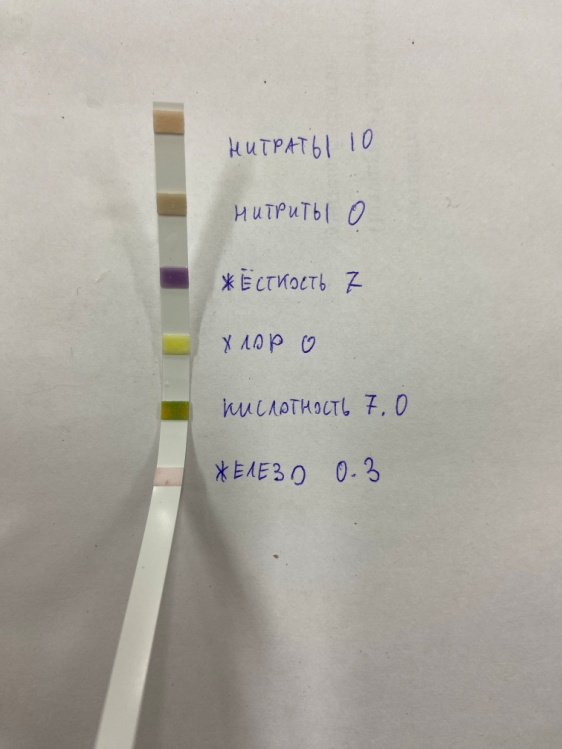 НИТРАТЫ 10
НИТРИТЫ 0
ЖЁСТКОСТЬ 7
ХЛОР 0
КИСЛОТНОСТЬ 7.0
ЖЕЛЕЗО 0.3